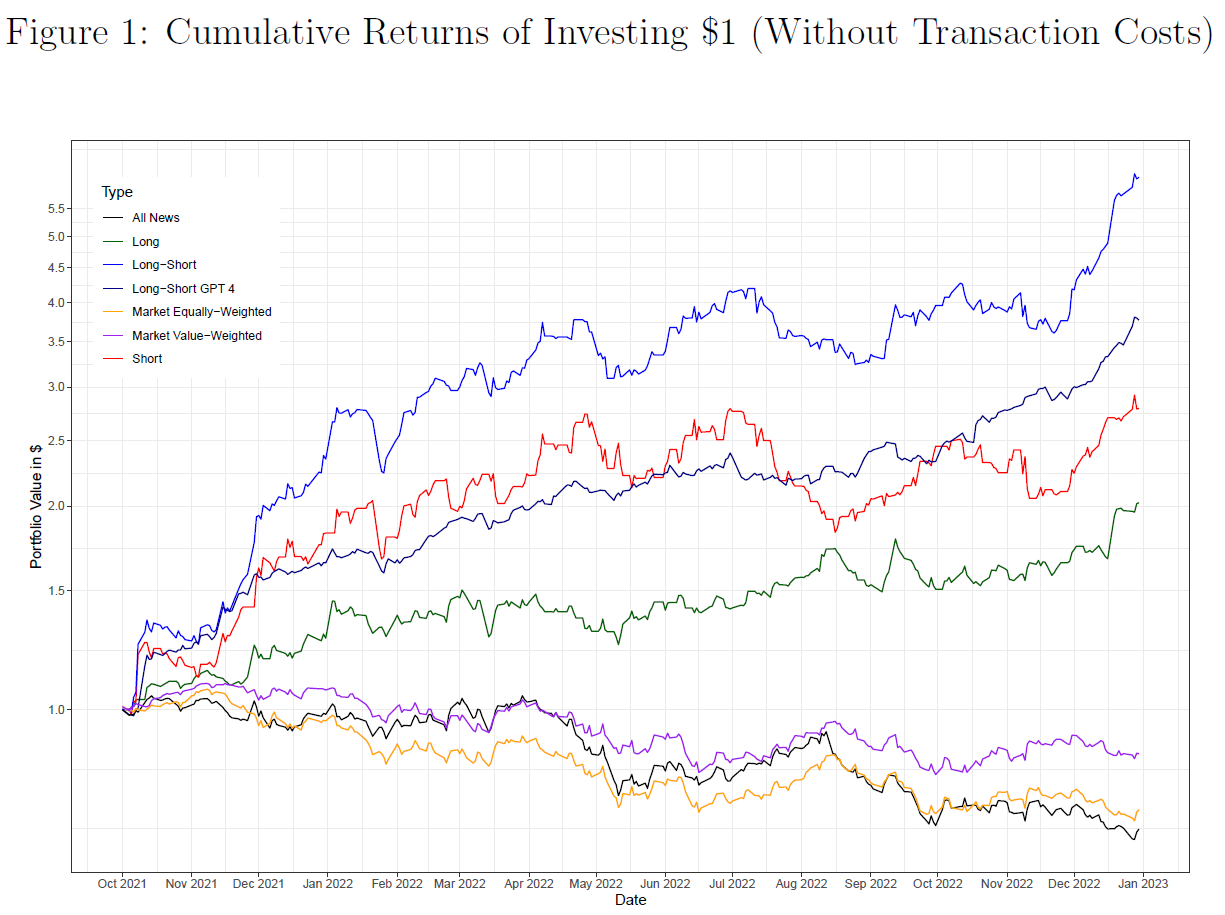 Figure 1: Cumulative Returns of Investing $1 (Without Transaction Costs)
Type
All News
Long
Long−Short
Long−Short GPT 4
Market Equally−Weighted
Market Value−Weighted
Short
Portfolio Value in $
5.5
5.0
4.5
4.0
3.5
3.0
2.5
2.0
1.5
1.0
Oct 2021 Nov 2021 Dec 2021 Jan 2022 Feb 2022 Mar 2022 Apr 2022 May 2022 Jun 2022 Jul 2022 Aug 2022 Sep 2022 Oct 2022 Nov 2022 Dec 2022 Jan 2023
Date